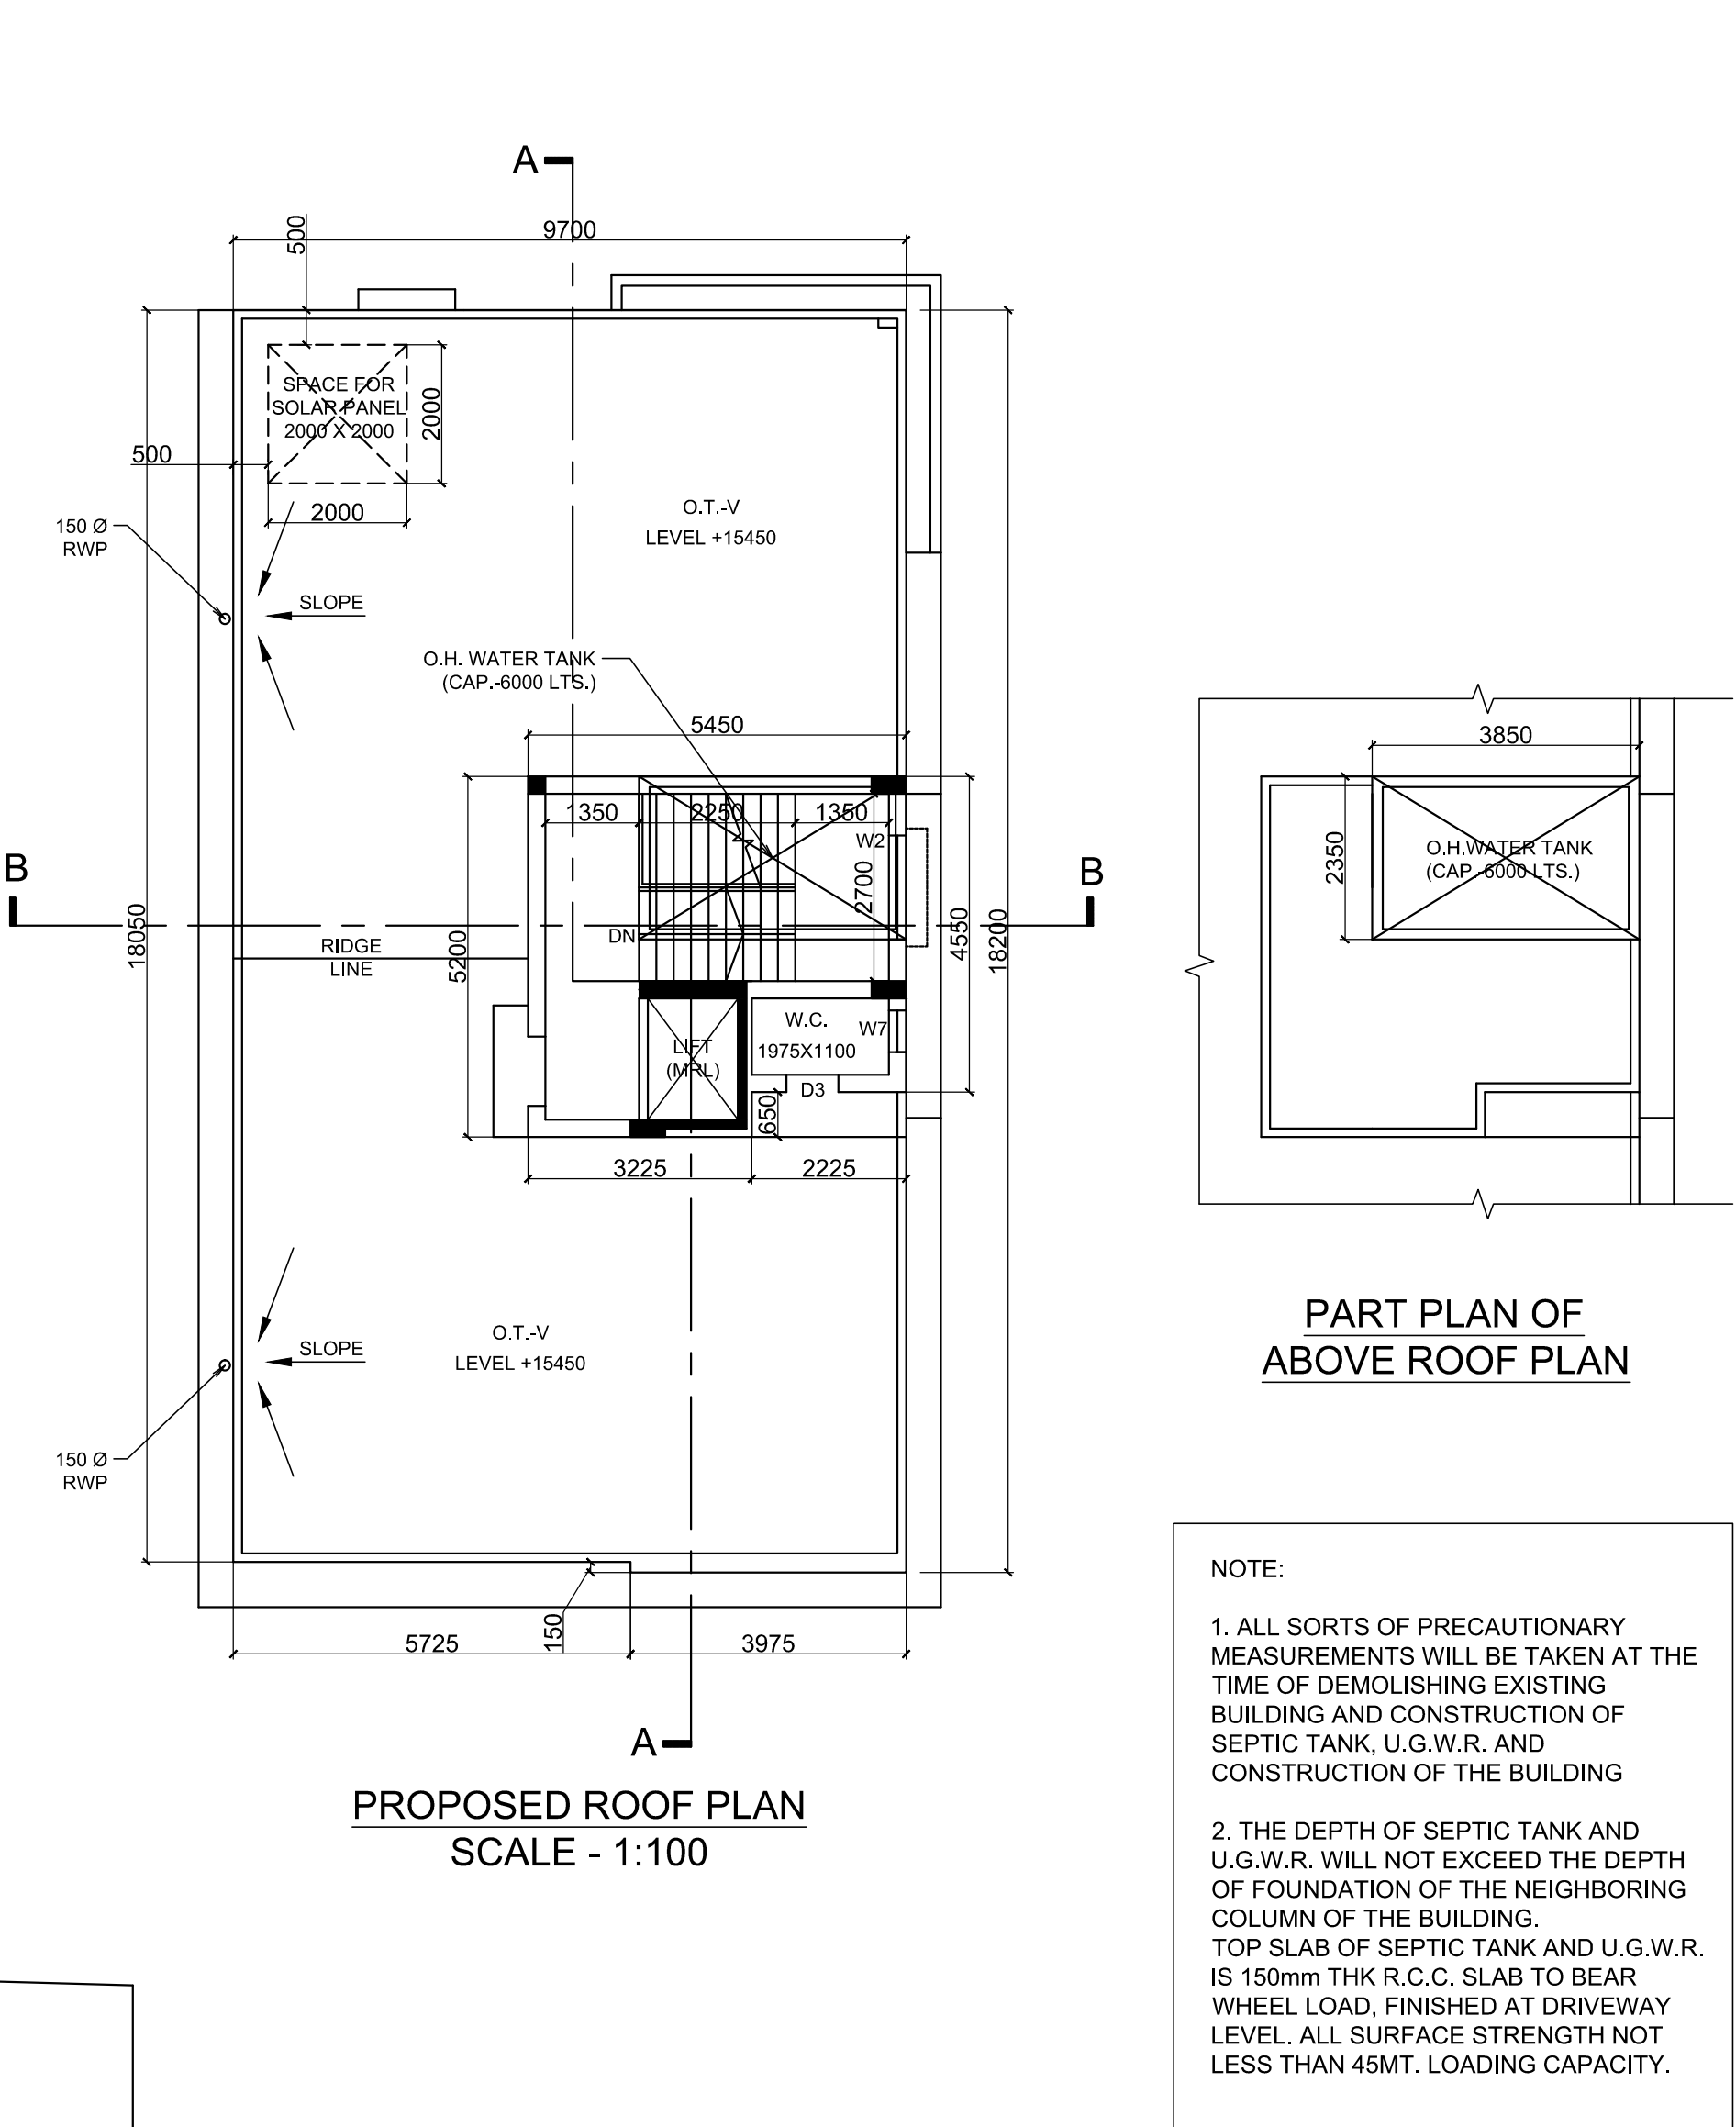 A
9700
500
SPACE FOR
SOLAR PANEL
2000 X 2000
2000
500
2000
150 Ø
RWP
O.T.-V
LEVEL +15450
SLOPE
O.H. WATER TANK
(CAP.-6000 LTS.)
5450
1350
2250
1350
W2
2700
B
B
18050
RIDGE
LINE
5200
DN
4550
18200
W.C.
1975X1100
W7
LIFT
(MRL)
D3
650
3225
2225
SLOPE
O.T.-V
LEVEL +15450
150 Ø
RWP
5725
150
3975
A
PROPOSED ROOF PLAN
SCALE - 1:100
3850
2350
O.H.WATER TANK
(CAP.-6000 LTS.)
PART PLAN OF
ABOVE ROOF PLAN
NOTE:
1. ALL SORTS OF PRECAUTIONARY
MEASUREMENTS WILL BE TAKEN AT THE
TIME OF DEMOLISHING EXISTING
BUILDING AND CONSTRUCTION OF
SEPTIC TANK, U.G.W.R. AND
CONSTRUCTION OF THE BUILDING
2. THE DEPTH OF SEPTIC TANK AND
U.G.W.R. WILL NOT EXCEED THE DEPTH
OF FOUNDATION OF THE NEIGHBORING
COLUMN OF THE BUILDING.
TOP SLAB OF SEPTIC TANK AND U.G.W.R.
IS 150mm THK R.C.C. SLAB TO BEAR
WHEEL LOAD, FINISHED AT DRIVEWAY
LEVEL. ALL SURFACE STRENGTH NOT
LESS THAN 45MT. LOADING CAPACITY.